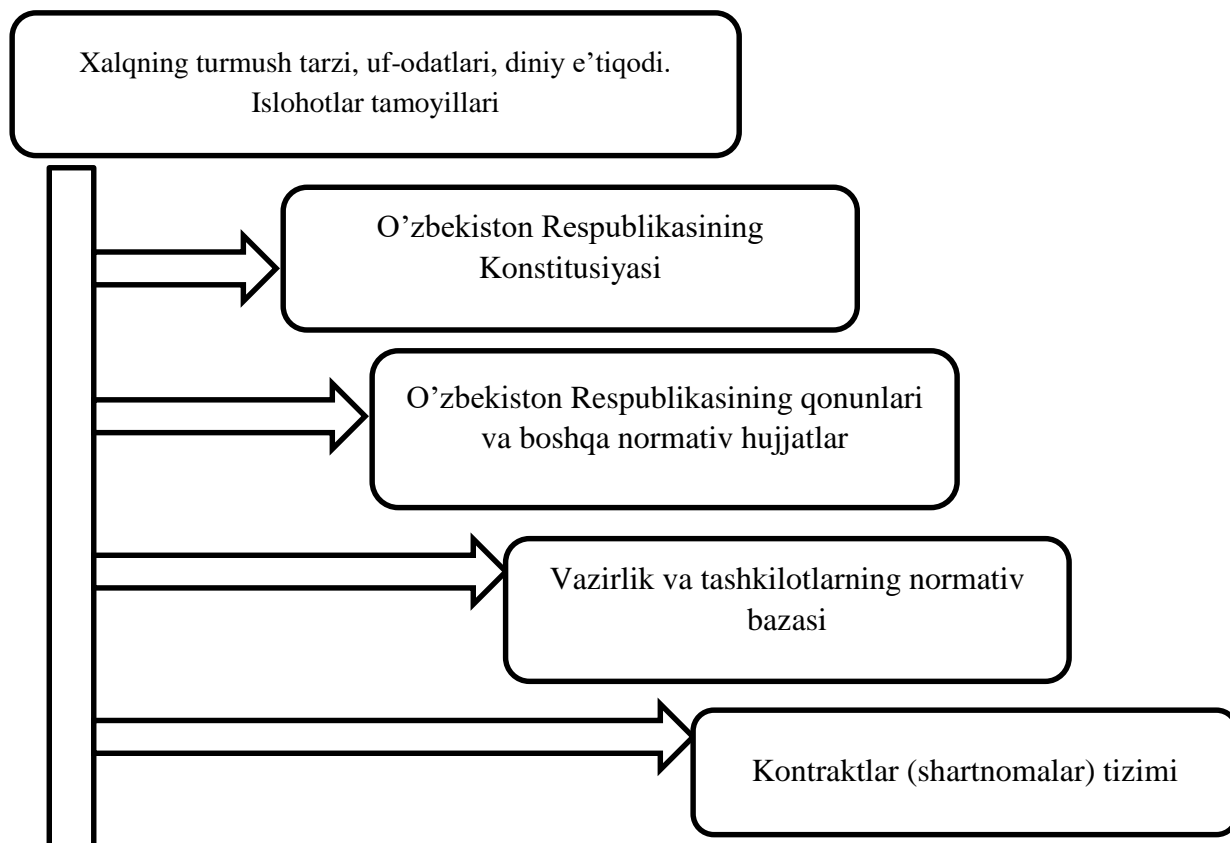 Xalqning turmush tarzi, uf-odatlari, diniy e’tiqodi.
Islohotlar tamoyillari
O’zbekiston Respublikasining
Konstitusiyasi
O’zbekiston Respublikasining qonunlari
va boshqa normativ hujjatlar
Vazirlik va tashkilotlarning normativ
bazasi
Kontraktlar (shartnomalar) tizimi